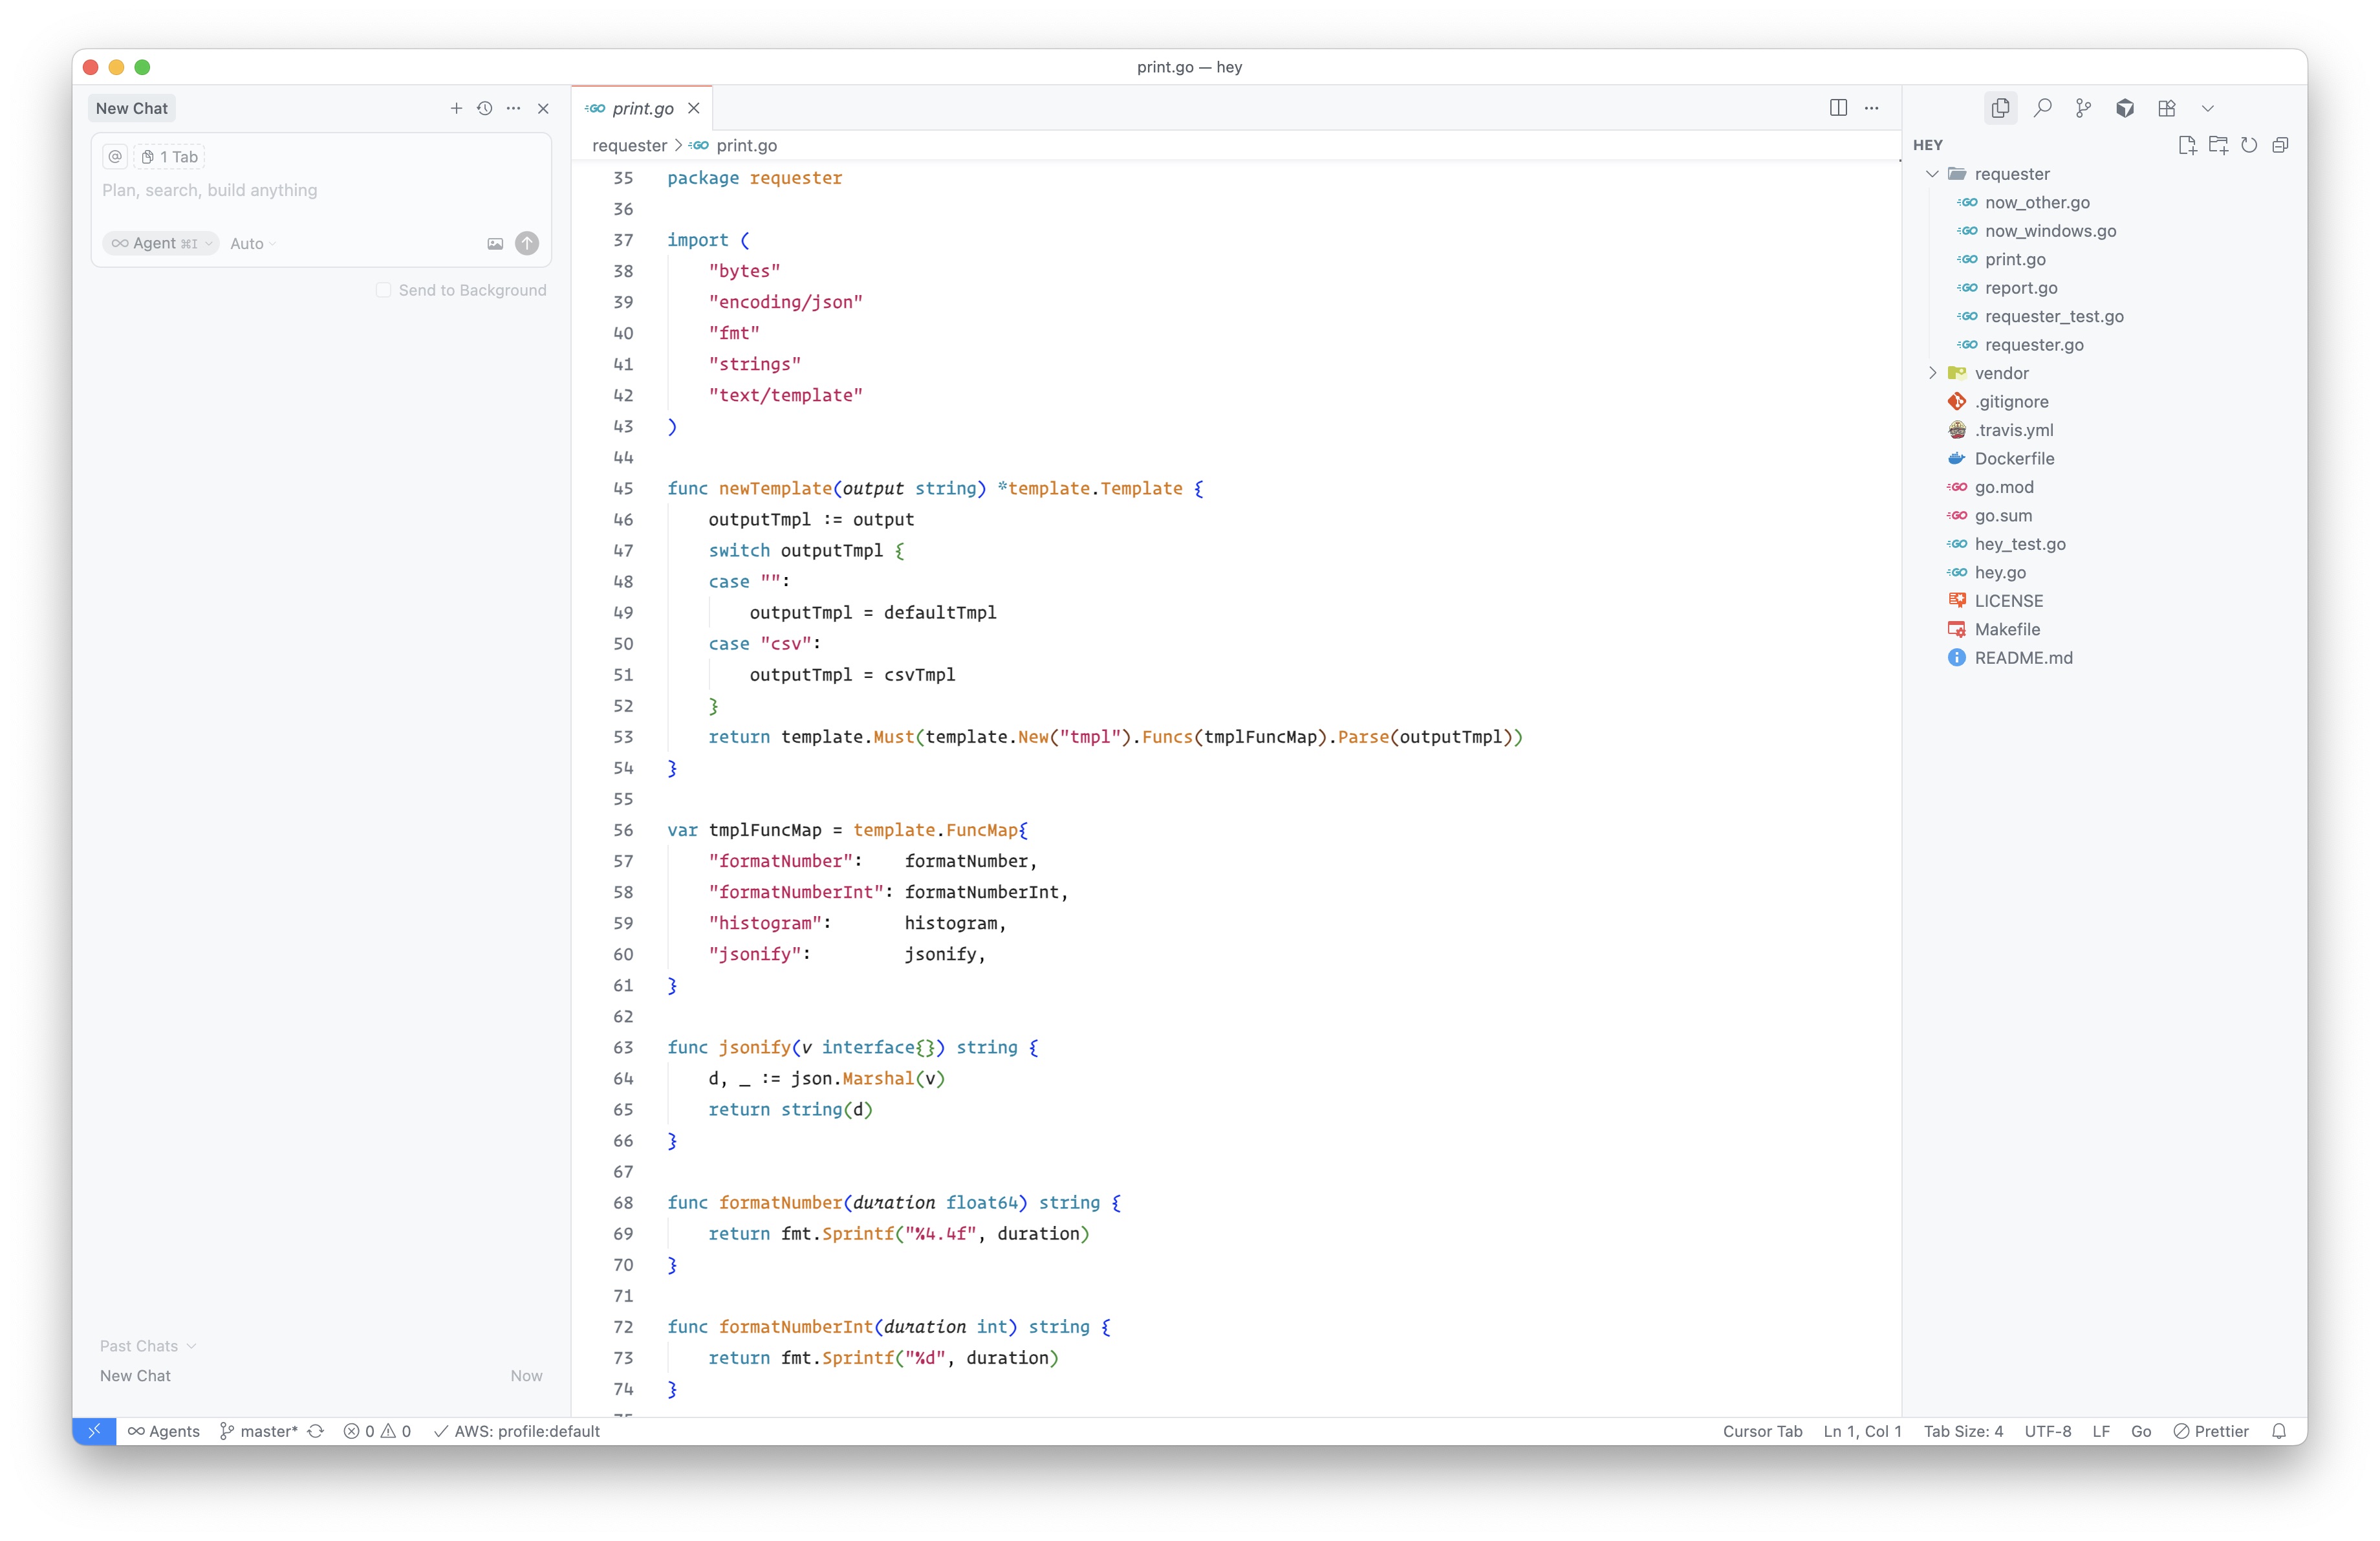 print.go — hey
New Chat
@ 1 Tab
Plan, search, build anything
Agent ⌘I Auto
Send to Background
Past Chats
New Chat Now
print.go
requester > print.go
35 package requester
36
37 import (
38     "bytes"
39     "encoding/json"
40     "fmt"
41     "strings"
42     "text/template"
43 )
44
45 func newTemplate(output string) *template.Template {
46     outputTmpl := output
47     switch outputTmpl {
48     case "":
49         outputTmpl = defaultTmpl
50     case "csv":
51         outputTmpl = csvTmpl
52     }
53     return template.Must(template.New("tmpl").Funcs(tmplFuncMap).Parse(outputTmpl))
54 }
55
56 var tmplFuncMap = template.FuncMap{
57     "formatNumber":    formatNumber,
58     "formatNumberInt": formatNumberInt,
59     "histogram":       histogram,
60     "jsonify":         jsonify,
61 }
62
63 func jsonify(v interface{}) string {
64     d, _ := json.Marshal(v)
65     return string(d)
66 }
67
68 func formatNumber(duration float64) string {
69     return fmt.Sprintf("%4.4f", duration)
70 }
71
72 func formatNumberInt(duration int) string {
73     return fmt.Sprintf("%d", duration)
74 }
HEY
requester
GO now_other.go
GO now_windows.go
GO print.go
GO report.go
GO requester_test.go
GO requester.go
vendor
.gitignore
.travis.yml
Dockerfile
GO go.mod
GO go.sum
GO hey_test.go
GO hey.go
LICENSE
Makefile
README.md
Agents master* 0 0 AWS: profile:default
Cursor Tab Ln 1, Col 1 Tab Size: 4 UTF-8 LF Go Prettier